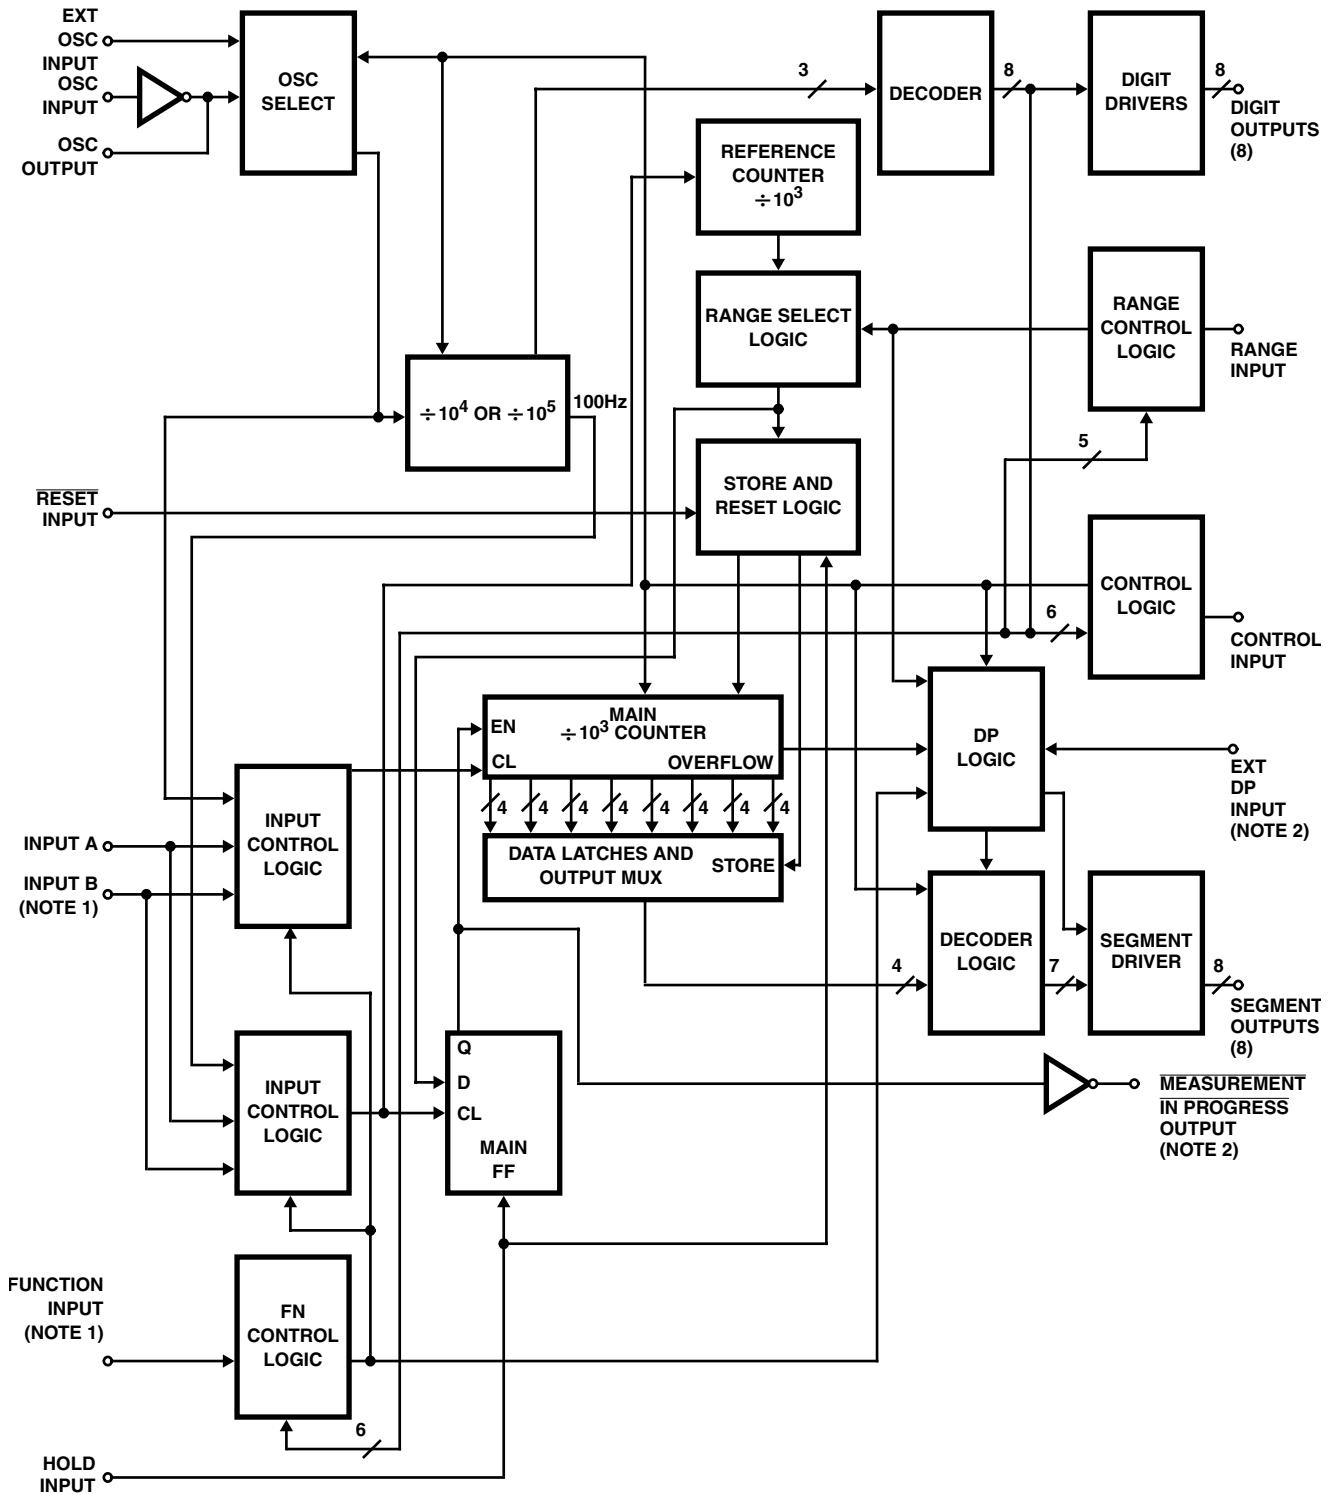 EXT
OSC
INPUT
OSC
INPUT
OSC
OUTPUT
OSC
SELECT
3
DECODER
8
DIGIT
DRIVERS
8
DIGIT
OUTPUTS
(8)
REFERENCE
COUNTER
÷10³
RANGE SELECT
LOGIC
RANGE
CONTROL
LOGIC
RANGE
INPUT
÷10⁴ OR ÷10⁵
100Hz
5
STORE AND
RESET LOGIC
RESET
INPUT
CONTROL
LOGIC
6
CONTROL
INPUT
MAIN
÷10³ COUNTER
EN
CL
OVERFLOW
4 4 4 4 4 4 4 4
DATA LATCHES AND
OUTPUT MUX
STORE
DP
LOGIC
EXT
DP
INPUT
(NOTE 2)
INPUT
CONTROL
LOGIC
INPUT A
INPUT B
(NOTE 1)
4
DECODER
LOGIC
7
SEGMENT
DRIVER
8
SEGMENT
OUTPUTS
(8)
INPUT
CONTROL
LOGIC
Q
D
CL
MAIN
FF
MEASUREMENT
IN PROGRESS
OUTPUT
(NOTE 2)
FUNCTION
INPUT
(NOTE 1)
FN
CONTROL
LOGIC
6
HOLD
INPUT